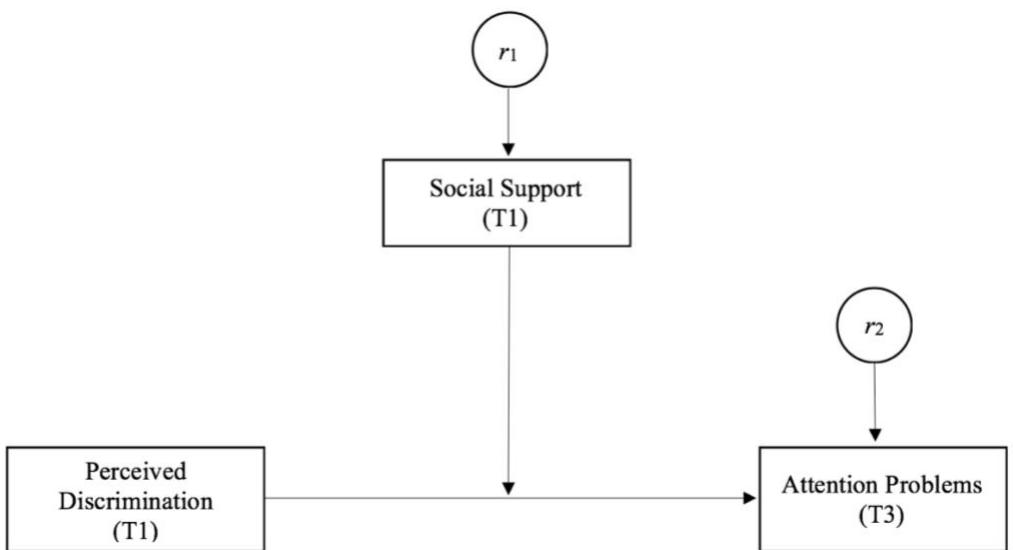 r1
Social Support
(T1)
r2
Perceived
Discrimination
(T1)
Attention Problems
(T3)